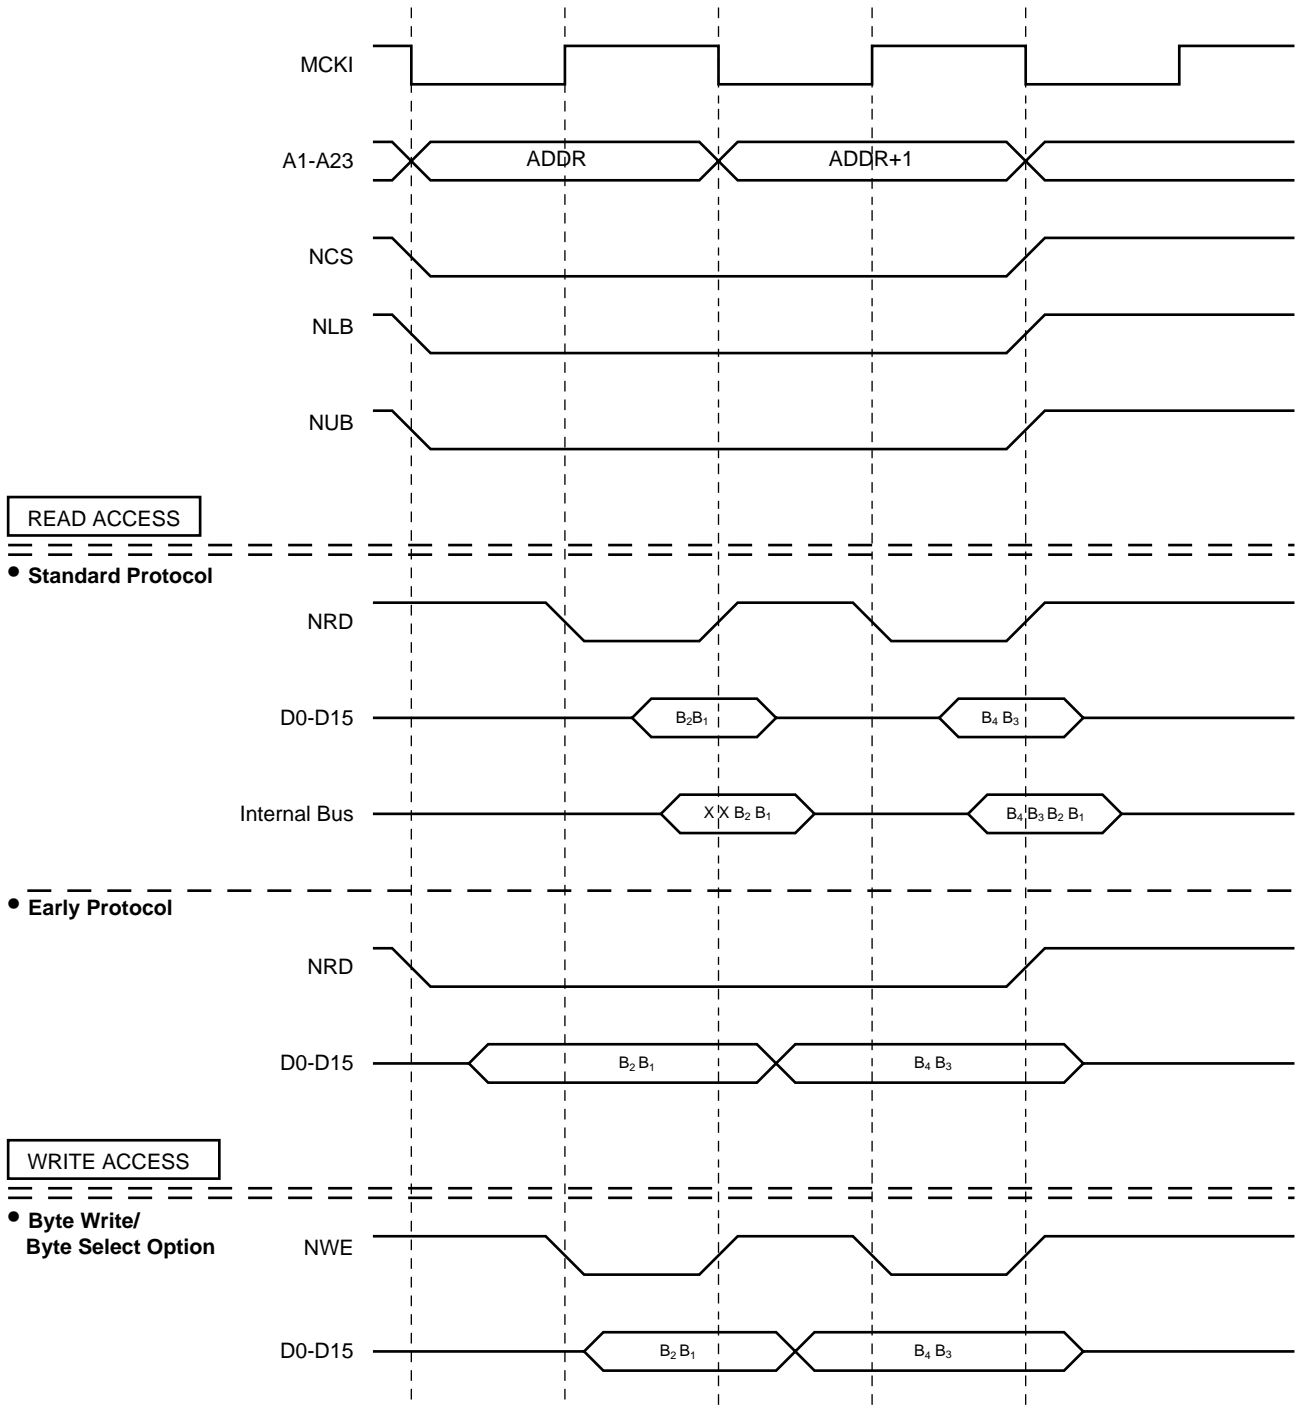 MCKI
A1-A23 ADDR ADDR+1
NCS
NLB
NUB
READ ACCESS
• Standard Protocol
NRD
D0-D15 B₂B₁ B₄ B₃
Internal Bus X X B₂ B₁ B₄ B₃ B₂ B₁
• Early Protocol
NRD
D0-D15 B₂ B₁ B₄ B₃
WRITE ACCESS
• Byte Write/
Byte Select Option NWE
D0-D15 B₂ B₁ B₄ B₃